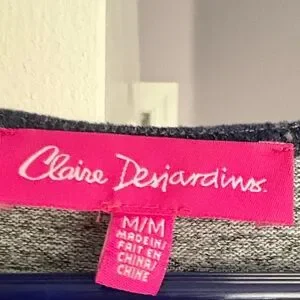 Claire Desjardins.
M/M
MADE IN/
FAIT EN
CHINA/
CHINE